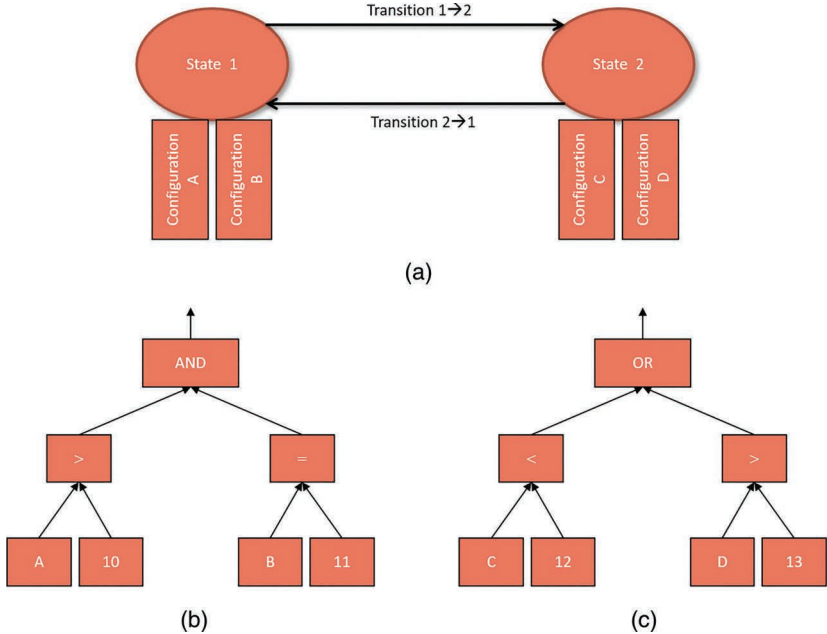 Transition 1→2
State 1
State 2
Transition 2→1
Configuration
A
Configuration
B
Configuration
C
Configuration
D
(a)
AND
OR
>
=
<
>
A
10
B
11
C
12
D
13
(b)
(c)